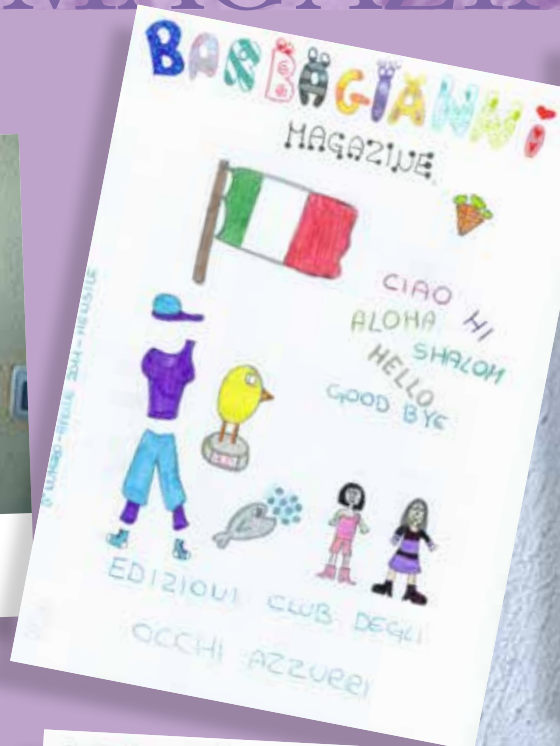 BARBAGIANNI
MAGAZINE
CIAO HI
ALOHA
SHALOM
HELLO
GOOD BYE
EDIZIONI CLUB DEGLI
OCCHI AZZURRI